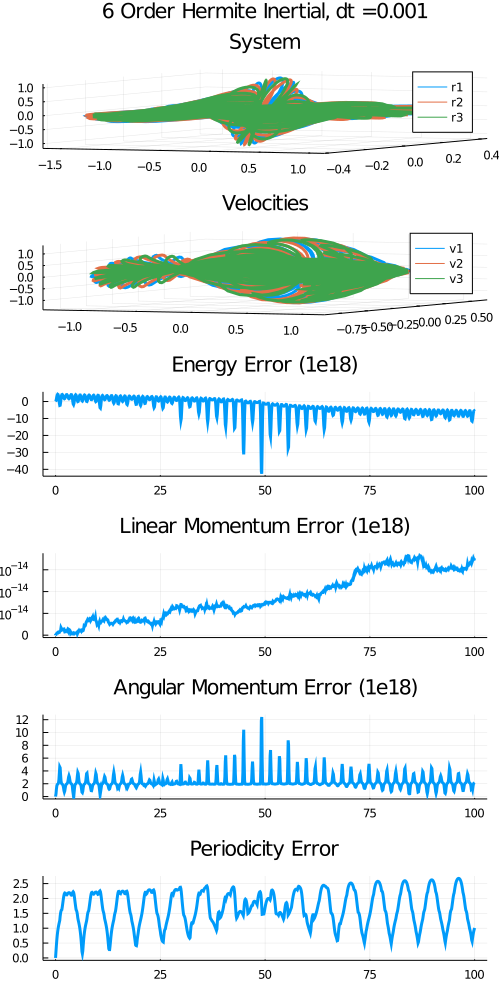 6 Order Hermite Inertial, dt =0.001
System
1.0
0.5
0.0
−0.5
−1.0
−1.5 −1.0 −0.5 0.0 0.5 1.0 −0.4 −0.2 0.0 0.2 0.4
r1
r2
r3
Velocities
1.0
0.5
0.0
−0.5
−1.0
−1.0 −0.5 0.0 0.5 1.0 −0.75 −0.50 −0.25 0.00 0.25 0.50
v1
v2
v3
Energy Error (1e18)
0
−10
−20
−30
−40
0 25 50 75 100
Linear Momentum Error (1e18)
10−14
10−14
10−14
0
0 25 50 75 100
Angular Momentum Error (1e18)
12
10
8
6
4
2
0
0 25 50 75 100
Periodicity Error
2.5
2.0
1.5
1.0
0.5
0.0
0 25 50 75 100